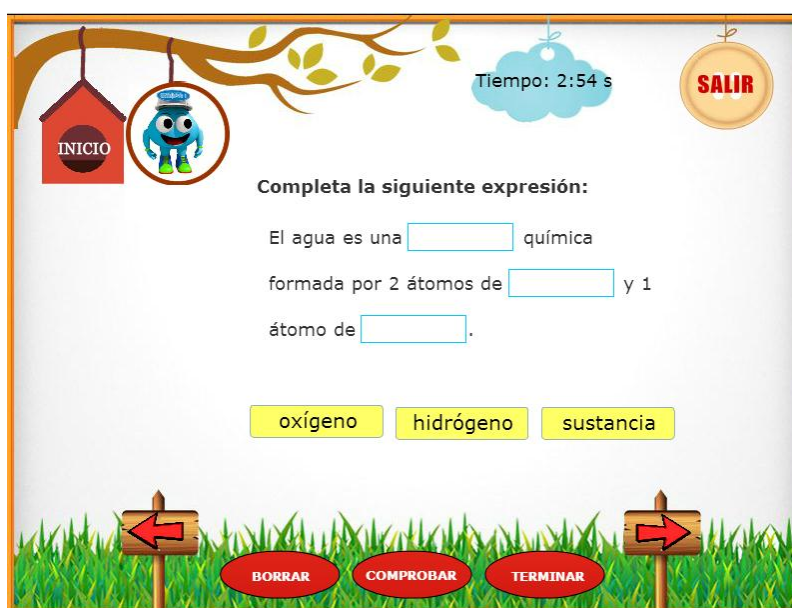 Tiempo: 2:54 s
SALIR
INICIO
Completa la siguiente expresión:
El agua es una química
formada por 2 átomos de y 1
átomo de .
oxígeno hidrógeno sustancia
BORRAR COMPROBAR TERMINAR